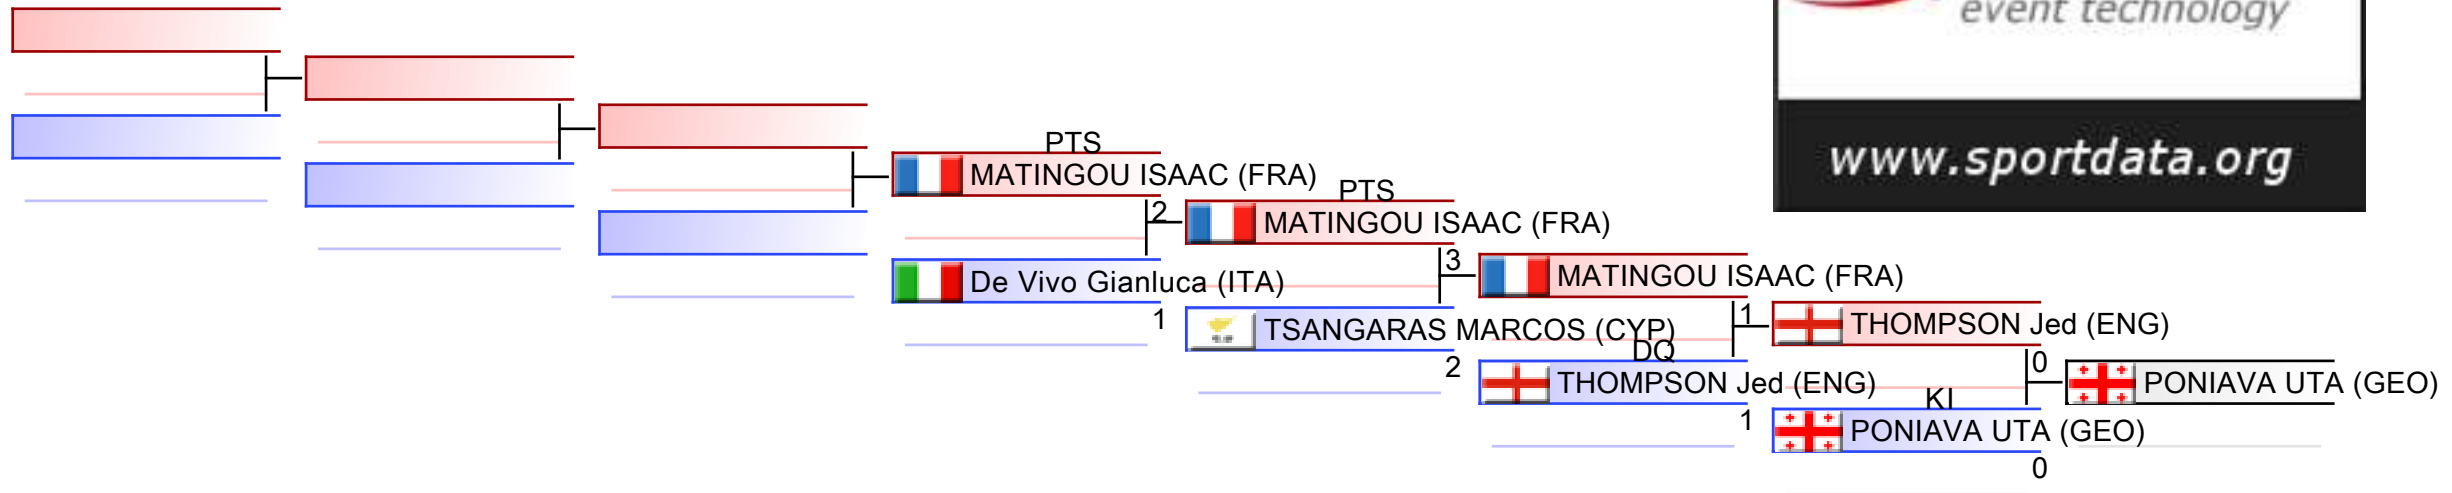 event technology
www.sportdata.org
PTS
MATINGOU ISAAC (FRA)
2
De Vivo Gianluca (ITA)
1
PTS
MATINGOU ISAAC (FRA)
3
TSANGARAS MARCOS (CYP)
2
MATINGOU ISAAC (FRA)
1
DQ
THOMPSON Jed (ENG)
1
THOMPSON Jed (ENG)
0
KI
PONIAVA UTA (GEO)
0
PONIAVA UTA (GEO)